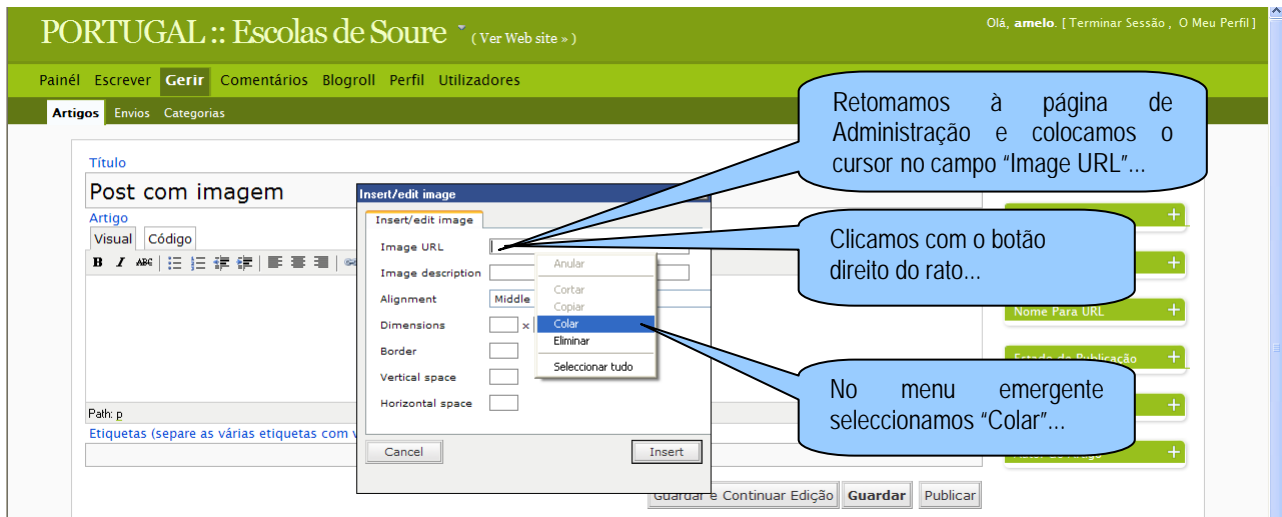 PORTUGAL :: Escolas de Soure ( Ver Web site » )
Olá, amelo. [ Terminar Sessão , O Meu Perfil ]
Painél Escrever Gerir Comentários Blogroll Perfil Utilizadores
Artigos Envios Categorias
Retomamos à página de
Administração e colocamos o
cursor no campo “Image URL”...
Título
Post com imagem
Artigo
Visual Código
B I ABC
Path: p
Etiquetas (separe as várias etiquetas com
Insert/edit image
Insert/edit image
Image URL
Image description
Alignment Middle
Dimensions x
Border
Vertical space
Horizontal space
Cancel Insert
Anular
Cortar
Copiar
Colar
Eliminar
Seleccionar tudo
Clicamos com o botão
direito do rato...
Nome Para URL
Estado da Publicação
No menu emergente
seleccionamos “Colar”...
Guardar e Continuar Edição Guardar Publicar